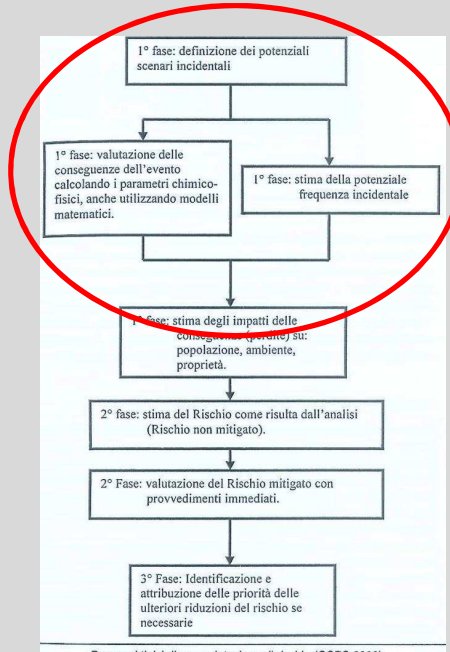 1° fase: definizione dei potenziali
scenari incidentali
1° fase: valutazione delle
conseguenze dell'evento
calcolando i parametri chimico-
fisici, anche utilizzando modelli
matematici.
1° fase: stima della potenziale
frequenza incidentale
1° fase: stima degli impatti delle
conseguenze (perdite) su:
popolazione, ambiente,
proprietà.
2° fase: stima del Rischio come risulta dall'analisi
(Rischio non mitigato).
2° Fase: valutazione del Rischio mitigato con
provvedimenti immediati.
3° Fase: Identificazione e
attribuzione delle priorità delle
ulteriori riduzioni del rischio se
necessarie